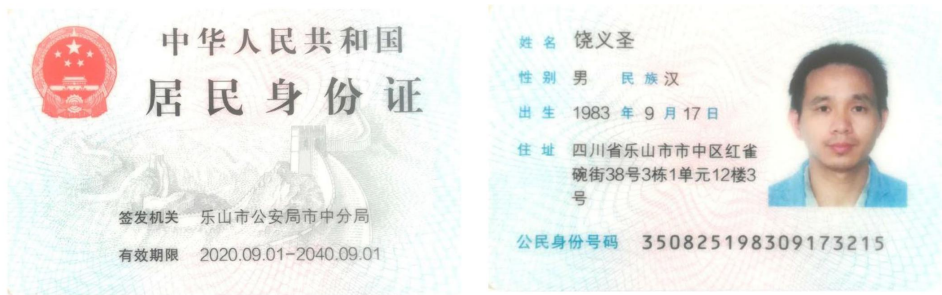 中华人民共和国
居民身份证
签发机关 乐山市公安局市中分局
有效期限 2020.09.01-2040.09.01
姓名 饶义圣
性别 男 民族 汉
出生 1983 年 9 月 17 日
住址 四川省乐山市市中区红雀
碗街38号3栋1单元12楼3
号
公民身份号码 350825198309173215